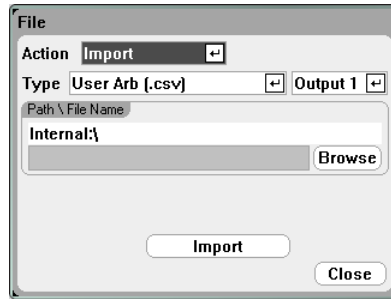 File
Action Import
Type User Arb (.csv) Output 1
Path \ File Name
Internal:\
Browse
Import
Close